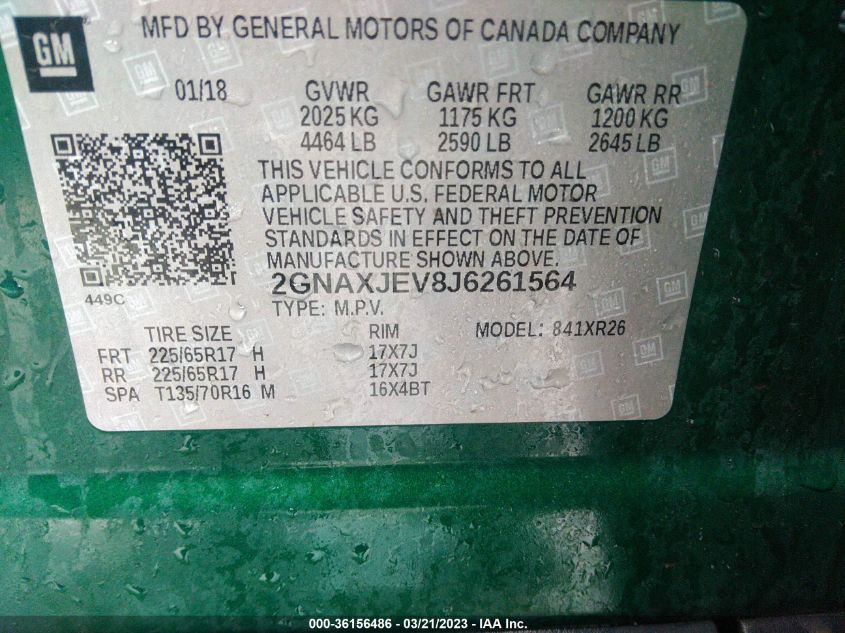 GM
MFD BY GENERAL MOTORS OF CANADA COMPANY
01/18 GVWR GAWR FRT GAWR RR
2025 KG 1175 KG 1200 KG
4464 LB 2590 LB 2645 LB
THIS VEHICLE CONFORMS TO ALL
APPLICABLE U.S. FEDERAL MOTOR
VEHICLE SAFETY AND THEFT PREVENTION
STANDARDS IN EFFECT ON THE DATE OF
MANUFACTURE SHOWN ABOVE.
449C
2GNAXJEV8J6261564
TYPE: M.P.V.
TIRE SIZE RIM MODEL: 841XR26
FRT 225/65R17 H 17X7J
RR 225/65R17 H 17X7J
SPA T135/70R16 M 16X4BT
000-36156486 - 03/21/2023 - IAA Inc.